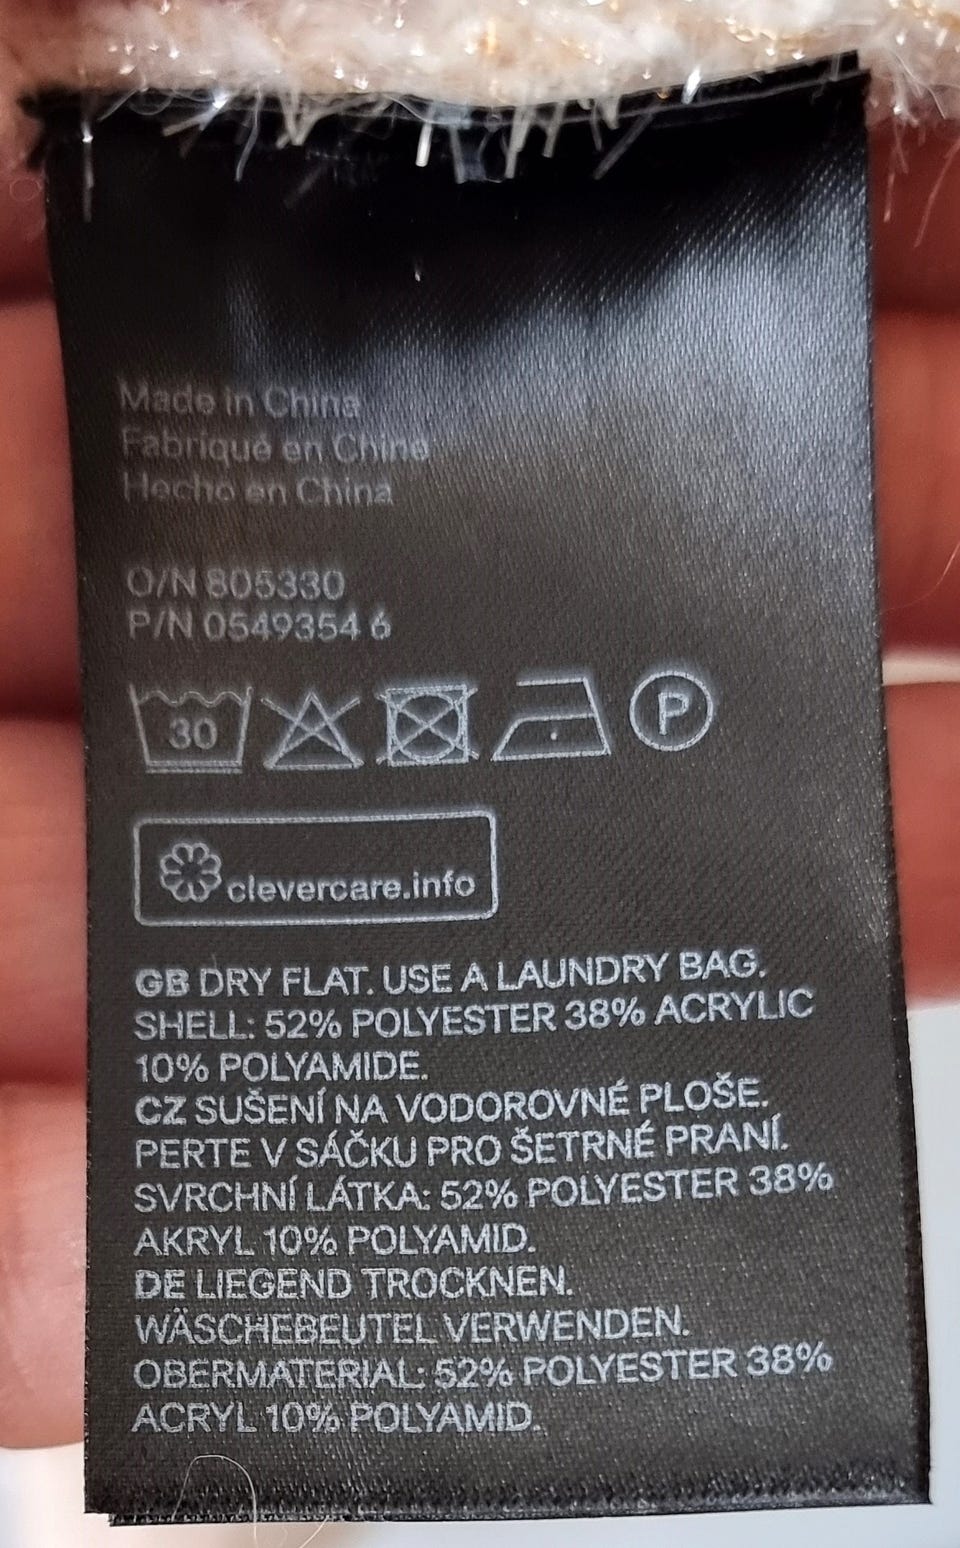 Made in China
Fabriqué en Chine
Hecho en China
O/N 805330
P/N 0549354 6
30
P
clevercare.info
GB DRY FLAT. USE A LAUNDRY BAG.
SHELL: 52% POLYESTER 38% ACRYLIC
10% POLYAMIDE.
CZ SUŠENÍ NA VODOROVNÉ PLOŠE.
PERTE V SÁČKU PRO ŠETRNÉ PRANÍ.
SVRCHNÍ LÁTKA: 52% POLYESTER 38%
AKRYL 10% POLYAMID.
DE LIEGEND TROCKNEN.
WÄSCHEBEUTEL VERWENDEN.
OBERMATERIAL: 52% POLYESTER 38%
ACRYL 10% POLYAMID.